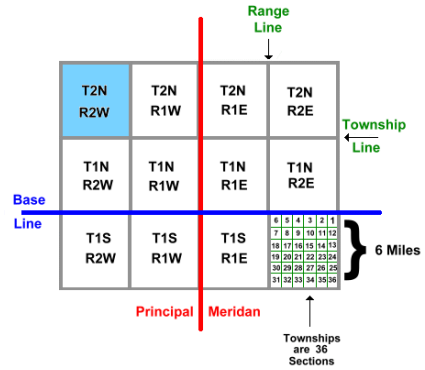 Range
Line
T2N
R2W
T2N
R1W
T2N
R1E
T2N
R2E
Township
Line
T1N
R2W
T1N
R1W
T1N
R1E
T1N
R2E
Base
Line
T1S
R2W
T1S
R1W
T1S
R1E
6 5 4 3 2 1
7 8 9 10 11 12
18 17 16 15 14 13
19 20 21 22 23 24
30 29 28 27 26 25
31 32 33 34 35 36
6 Miles
Principal Meridan
Townships
are 36
Sections